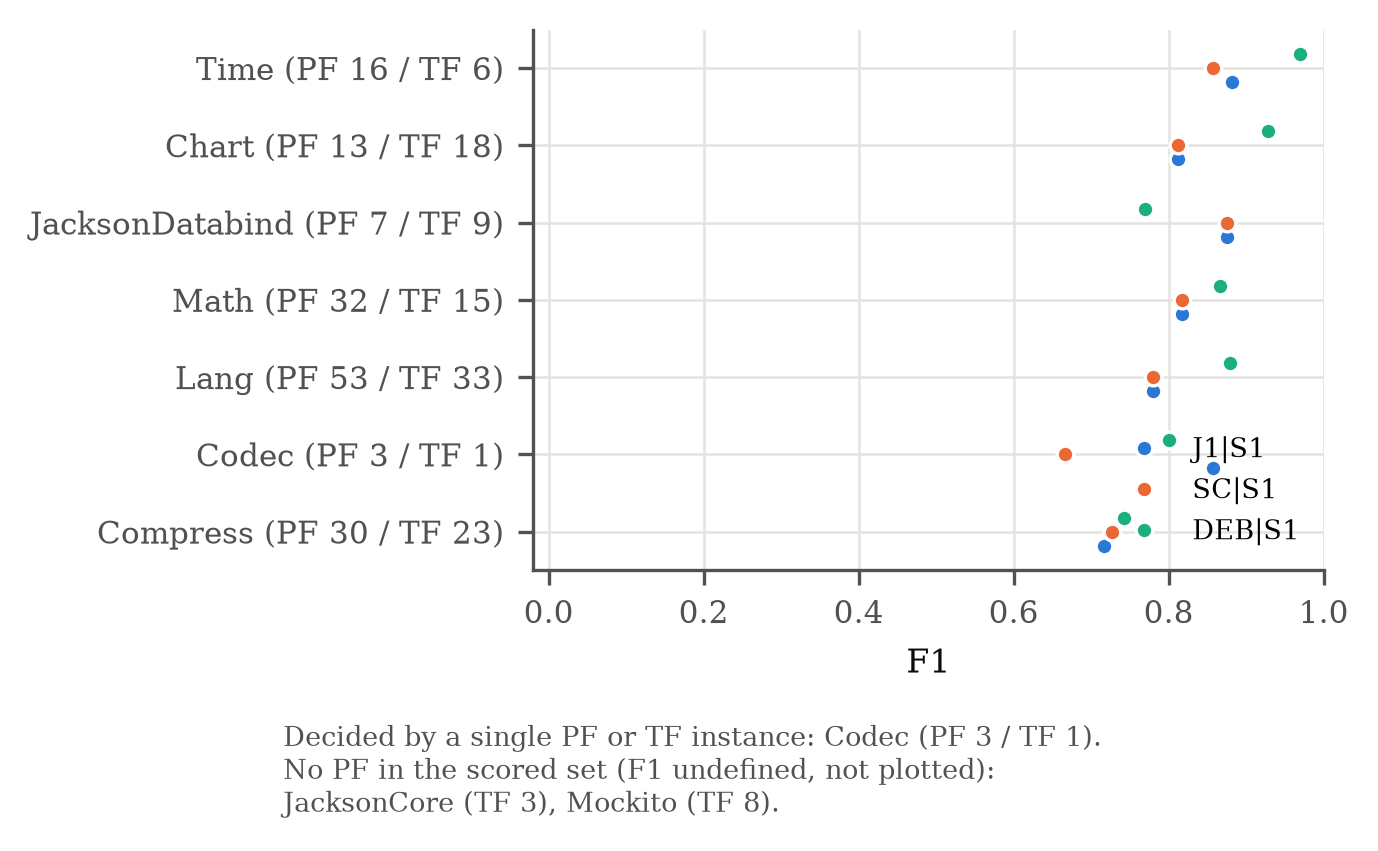 Time (PF 16 / TF 6)
Chart (PF 13 / TF 18)
JacksonDatabind (PF 7 / TF 9)
Math (PF 32 / TF 15)
Lang (PF 53 / TF 33)
Codec (PF 3 / TF 1)
Compress (PF 30 / TF 23)
J1|S1
SC|S1
DEB|S1
0.0 0.2 0.4 0.6 0.8 1.0
F1
Decided by a single PF or TF instance: Codec (PF 3 / TF 1).
No PF in the scored set (F1 undefined, not plotted):
JacksonCore (TF 3), Mockito (TF 8).